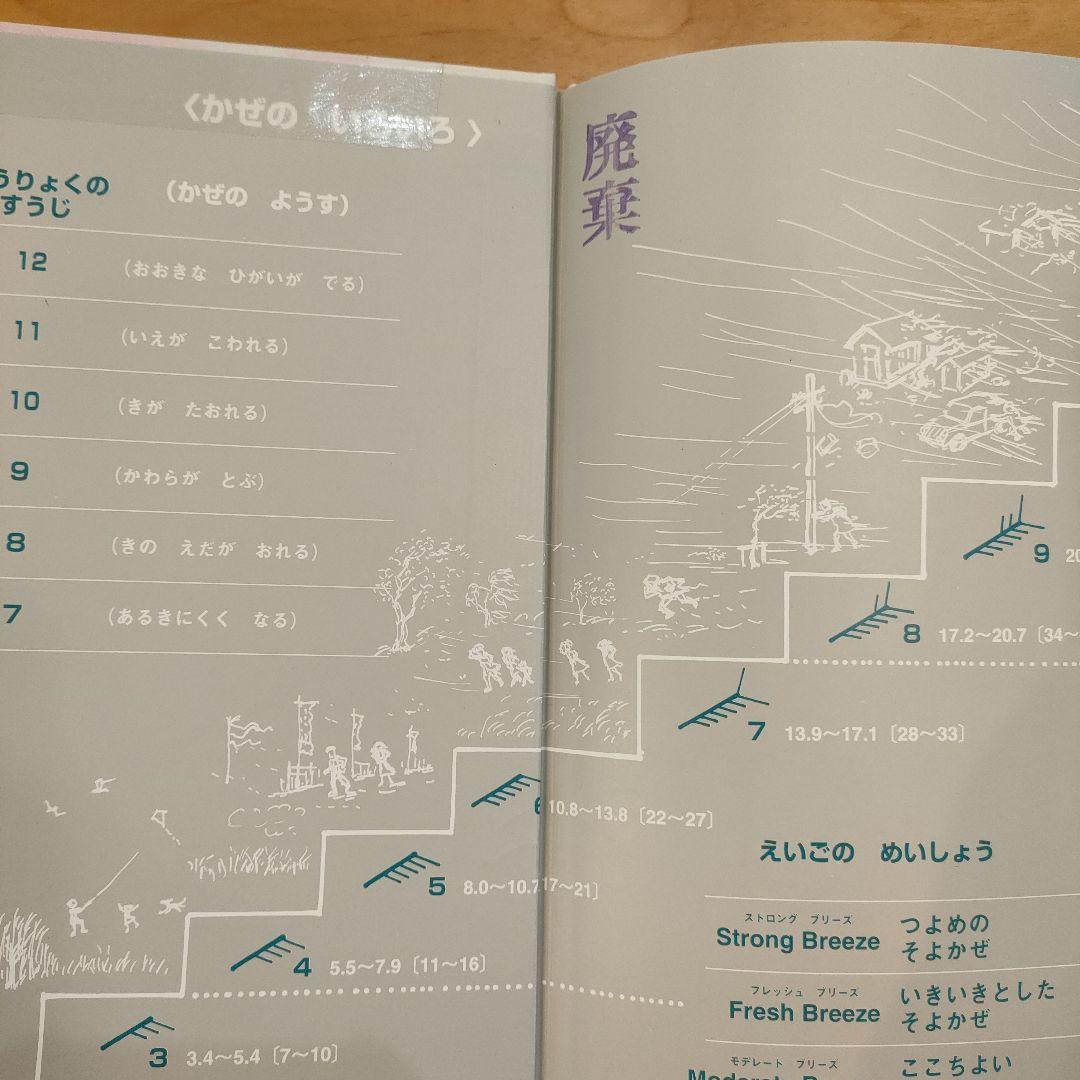 〈かぜの い ろ〉
うりょくの
すうじ
(かぜの ようす)
12 (おおきな ひがいが でる)
11 (いえが こわれる)
10 (きが たおれる)
9 (かわらが とぶ)
8 (きの えだが おれる)
7 (あるきにくく なる)
廃棄
9 20
8 17.2〜20.7〔34〜
7 13.9〜17.1〔28〜33〕
6 10.8〜13.8〔22〜27〕
5 8.0〜10.7 17〜21〕
4 5.5〜7.9〔11〜16〕
3 3.4〜5.4〔7〜10〕
えいごの めいしょう
ストロング ブリーズ
Strong Breeze つよめの
そよかぜ
フレッシュ ブリーズ
Fresh Breeze いきいきとした
そよかぜ
モデレート ブリーズ
ここちよい